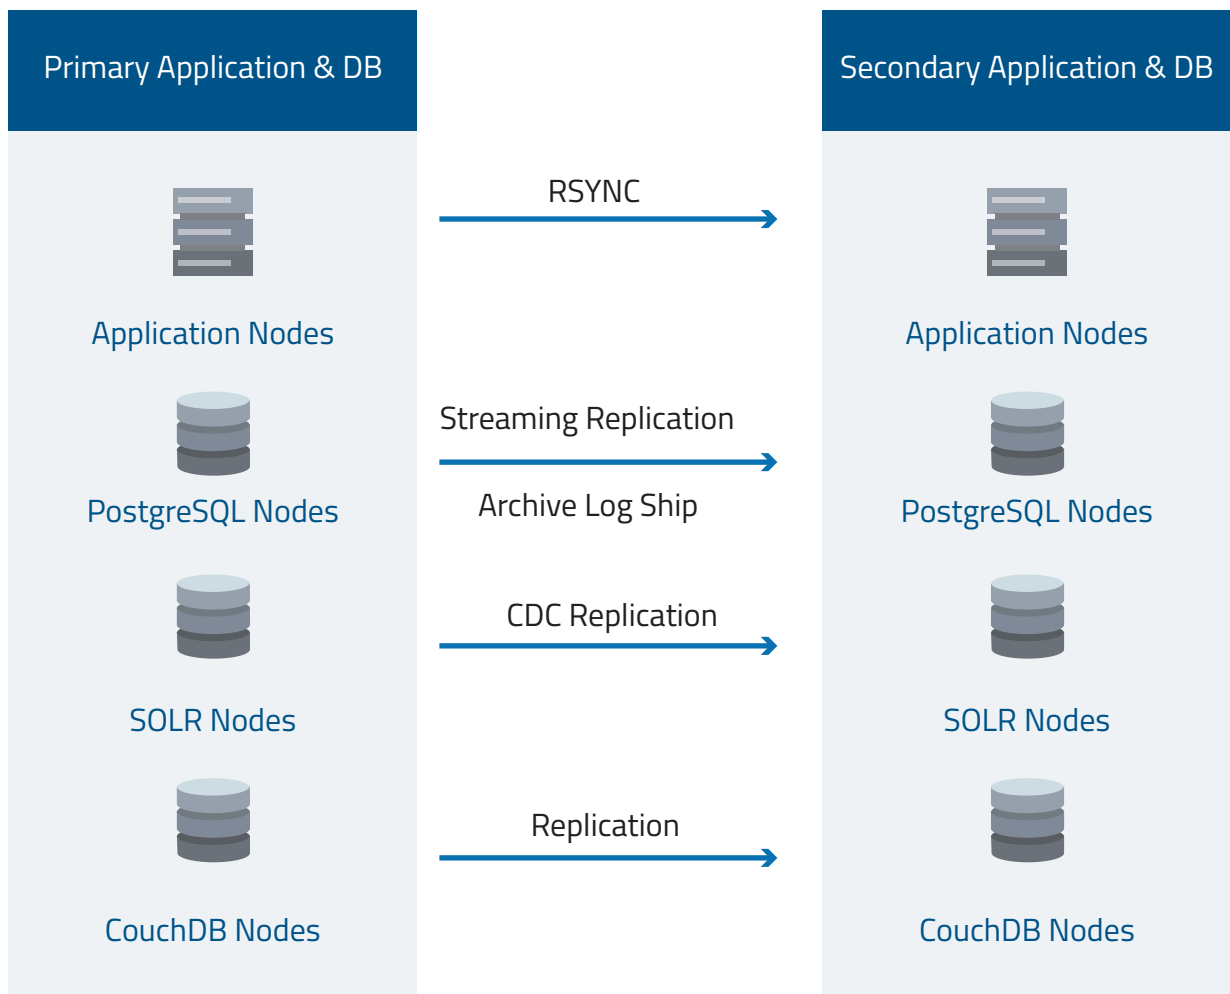 Primary Application & DB
Secondary Application & DB
RSYNC
Application Nodes
Application Nodes
Streaming Replication
Archive Log Ship
PostgreSQL Nodes
PostgreSQL Nodes
CDC Replication
SOLR Nodes
SOLR Nodes
Replication
CouchDB Nodes
CouchDB Nodes